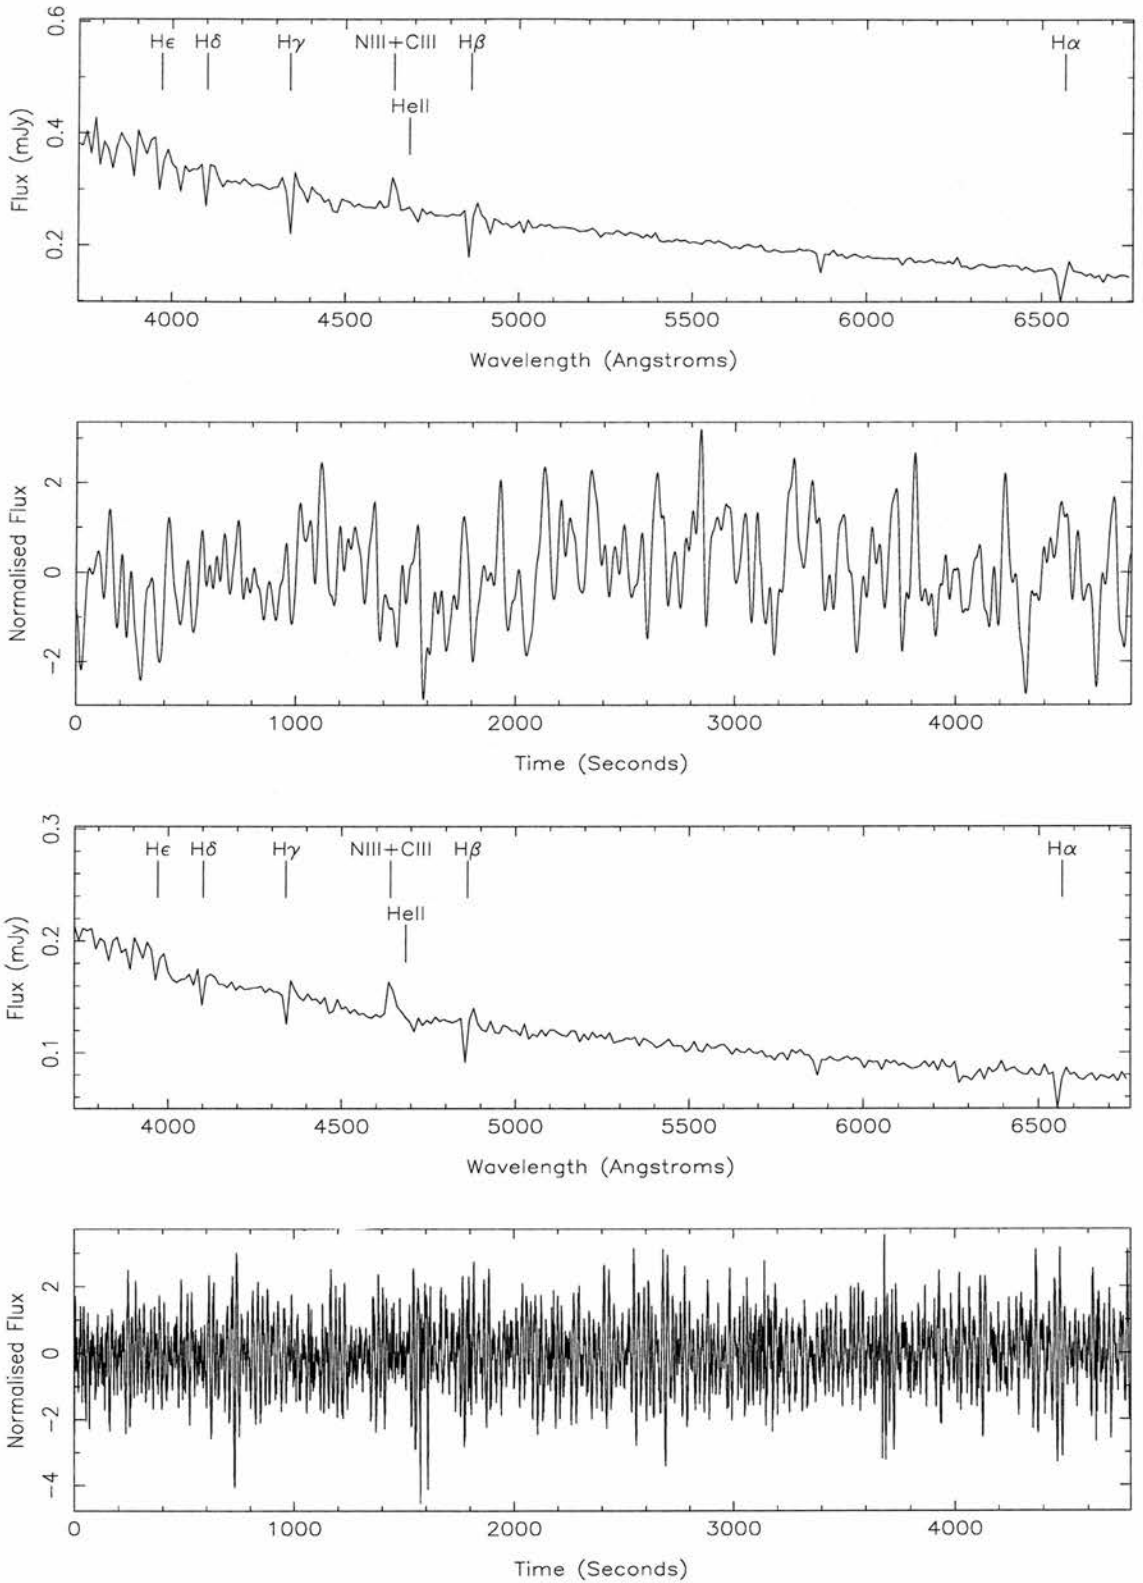 0.6
Hϵ Hδ Hγ NIII+CIII Hβ Hα
HeII
0.4
0.2
Flux (mJy)
4000 4500 5000 5500 6000 6500
Wavelength (Angstroms)
2
0
−2
Normalised Flux
0 1000 2000 3000 4000
Time (Seconds)
0.3
Hϵ Hδ Hγ NIII+CIII Hβ Hα
HeII
0.2
0.1
Flux (mJy)
4000 4500 5000 5500 6000 6500
Wavelength (Angstroms)
2
0
−2
−4
Normalised Flux
0 1000 2000 3000 4000
Time (Seconds)